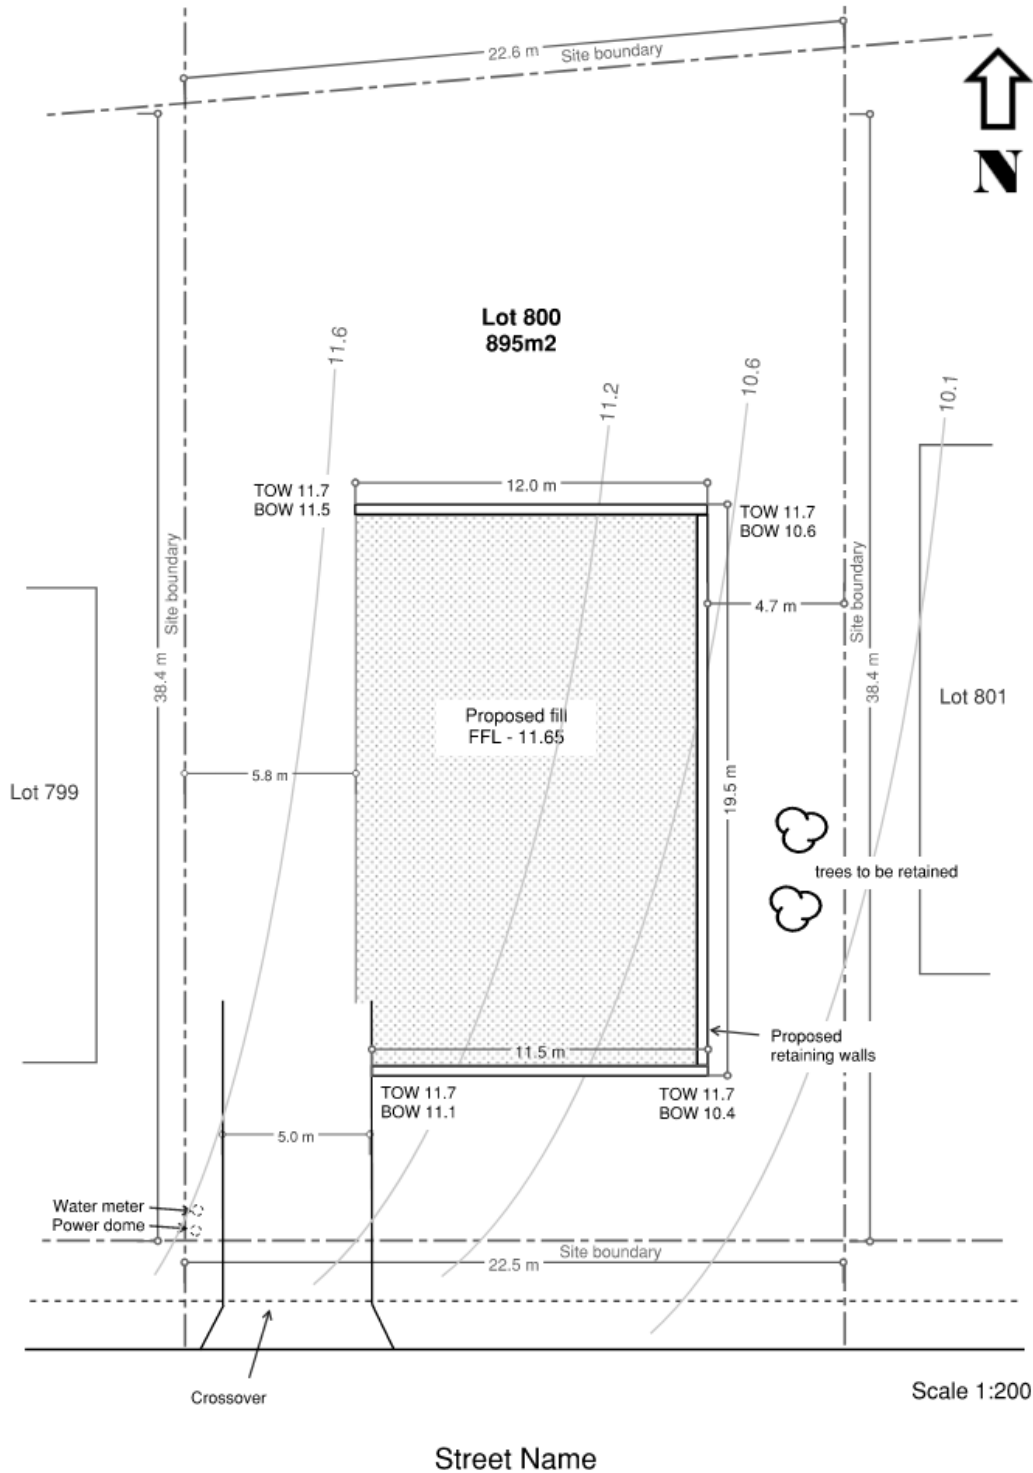 22.6 m
Site boundary
N
Lot 800
895m2
11.6
11.2
10.6
10.1
TOW 11.7
BOW 11.5
12.0 m
TOW 11.7
BOW 10.6
Site boundary
Site boundary
4.7 m
38.4 m
38.4 m
Lot 801
Proposed fill
FFL - 11.65
5.8 m
19.5 m
Lot 799
trees to be retained
Proposed
retaining walls
11.5 m
TOW 11.7
BOW 11.1
TOW 11.7
BOW 10.4
5.0 m
Water meter
Power dome
Site boundary
22.5 m
Crossover
Scale 1:200
Street Name